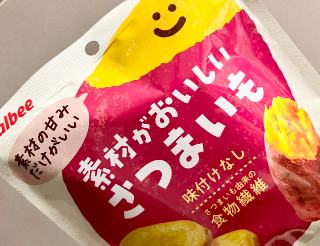 albee
素材の甘み
だけがいい
素材がおいしい
さつまいも
味付けなし
さつまいも由来の
食物繊維